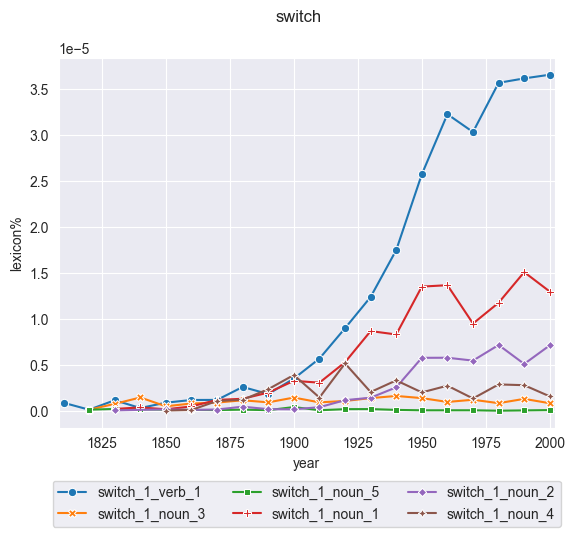 switch
1e−5
3.5
3.0
2.5
2.0
1.5
1.0
0.5
0.0
lexicon%
1825 1850 1875 1900 1925 1950 1975 2000
year
switch_1_verb_1 switch_1_noun_5 switch_1_noun_2
switch_1_noun_3 switch_1_noun_1 switch_1_noun_4